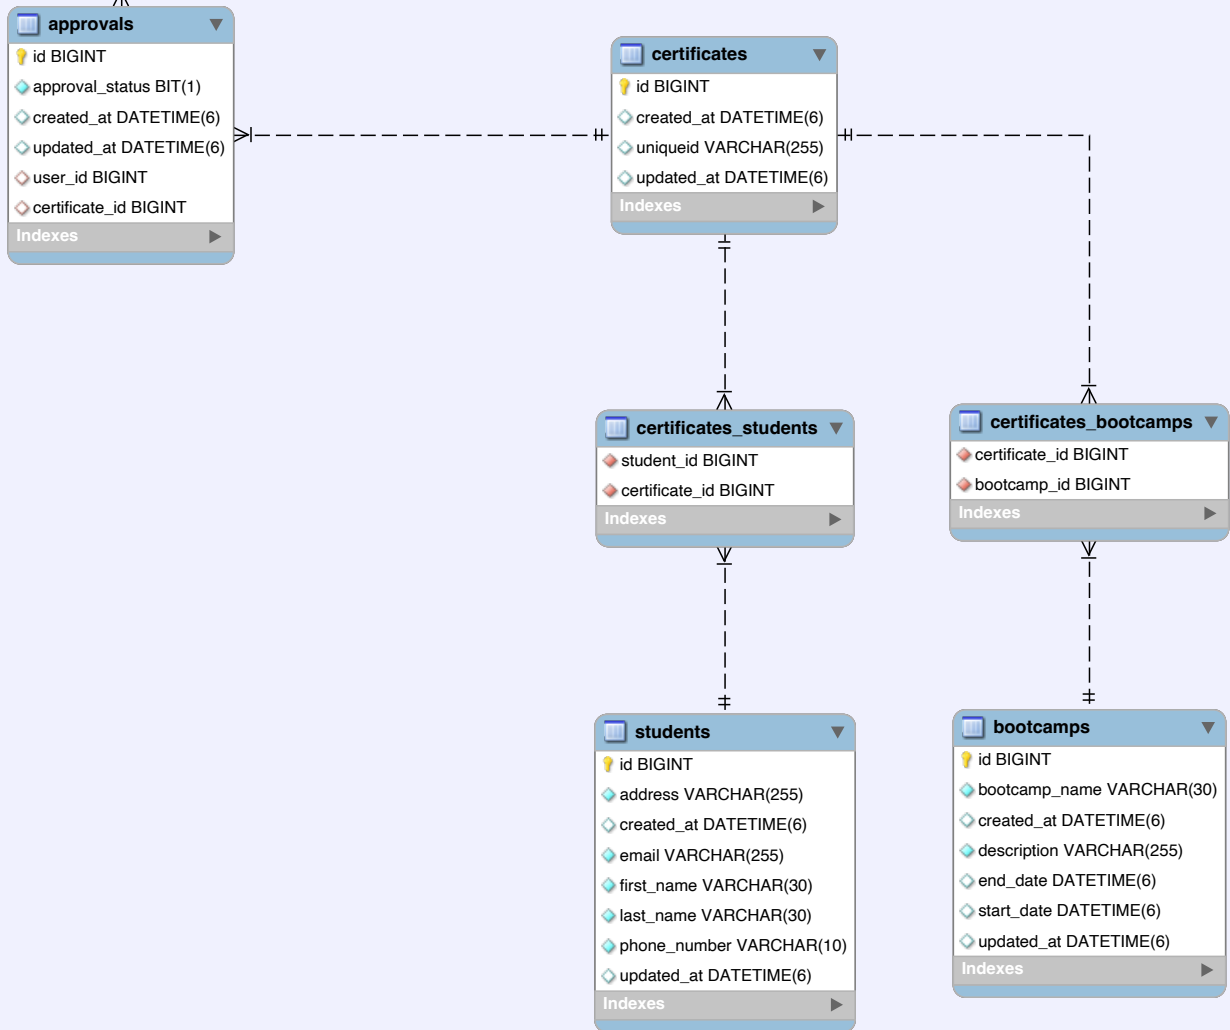 approvals
id BIGINT
approval_status BIT(1)
created_at DATETIME(6)
updated_at DATETIME(6)
user_id BIGINT
certificate_id BIGINT
Indexes
certificates
id BIGINT
created_at DATETIME(6)
uniqueid VARCHAR(255)
updated_at DATETIME(6)
Indexes
certificates_students
student_id BIGINT
certificate_id BIGINT
Indexes
certificates_bootcamps
certificate_id BIGINT
bootcamp_id BIGINT
Indexes
students
id BIGINT
address VARCHAR(255)
created_at DATETIME(6)
email VARCHAR(255)
first_name VARCHAR(30)
last_name VARCHAR(30)
phone_number VARCHAR(10)
updated_at DATETIME(6)
Indexes
bootcamps
id BIGINT
bootcamp_name VARCHAR(30)
created_at DATETIME(6)
description VARCHAR(255)
end_date DATETIME(6)
start_date DATETIME(6)
updated_at DATETIME(6)
Indexes